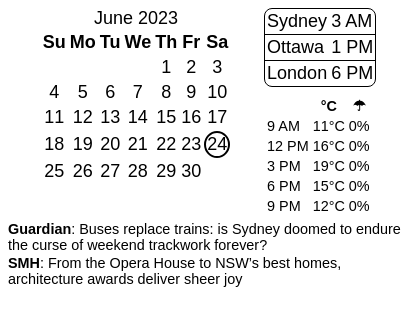 June 2023
Su Mo Tu We Th Fr Sa
1 2 3
4 5 6 7 8 9 10
11 12 13 14 15 16 17
18 19 20 21 22 23 24
25 26 27 28 29 30
Sydney 3 AM
Ottawa 1 PM
London 6 PM
°C ☂
9 AM 11°C 0%
12 PM 16°C 0%
3 PM 19°C 0%
6 PM 15°C 0%
9 PM 12°C 0%
Guardian: Buses replace trains: is Sydney doomed to endure
the curse of weekend trackwork forever?
SMH: From the Opera House to NSW's best homes,
architecture awards deliver sheer joy